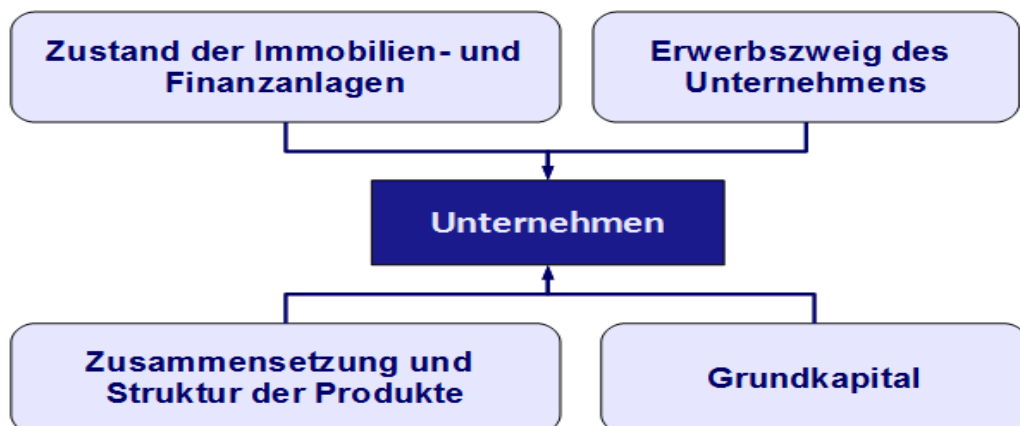 Zustand der Immobilien- und
Finanzanlagen
Erwerbszweig des
Unternehmens
Unternehmen
Zusammensetzung und
Struktur der Produkte
Grundkapital